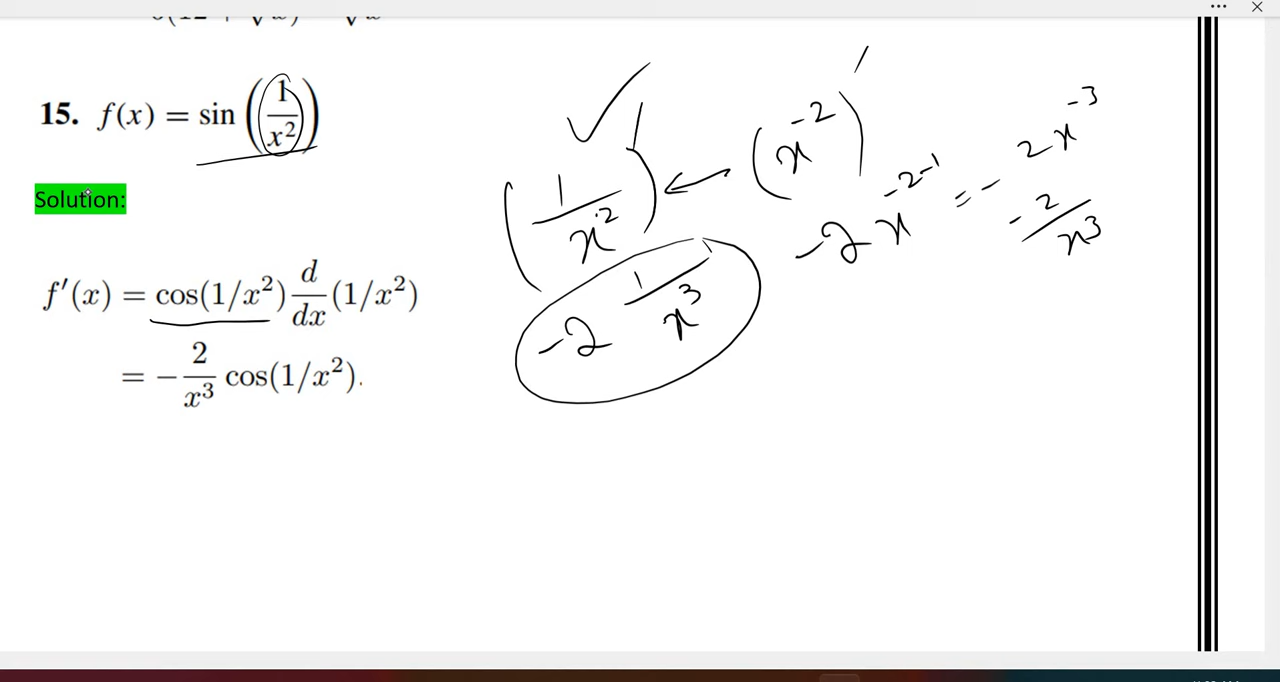 15. f(x) = sin(1/x²)
Solution:
f'(x) = cos(1/x²) d/dx (1/x²)
= − 2/x³ cos(1/x²).
(1/x²)' ← (x⁻²)'
-2x⁻²⁻¹ = - 2x⁻³
-2/x³
-2 1/x³